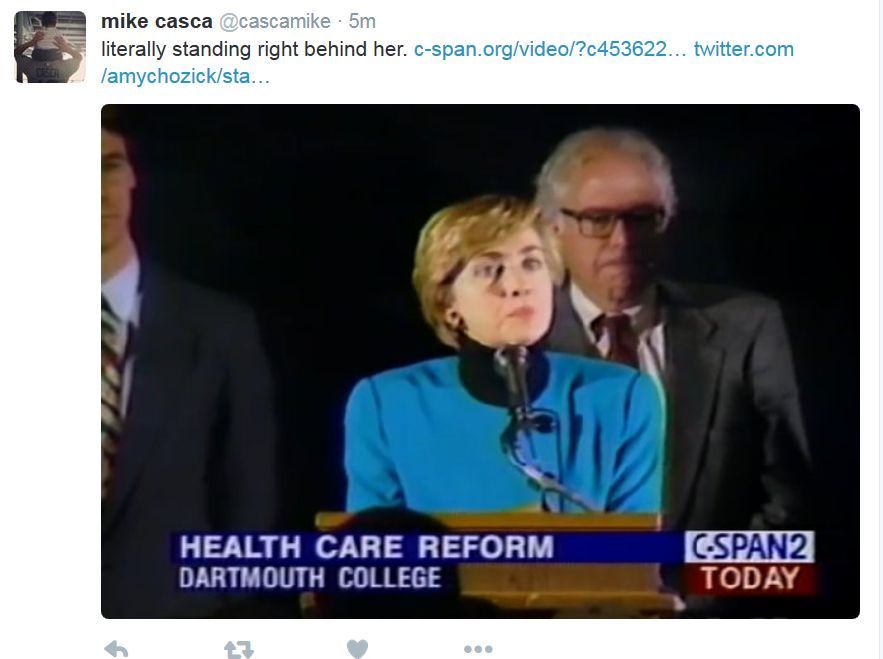 mike casca @cascamike · 5m
literally standing right behind her. c-span.org/video/?c453622... twitter.com
/amychozick/sta...
HEALTH CARE REFORM
DARTMOUTH COLLEGE
C-SPAN2
TODAY